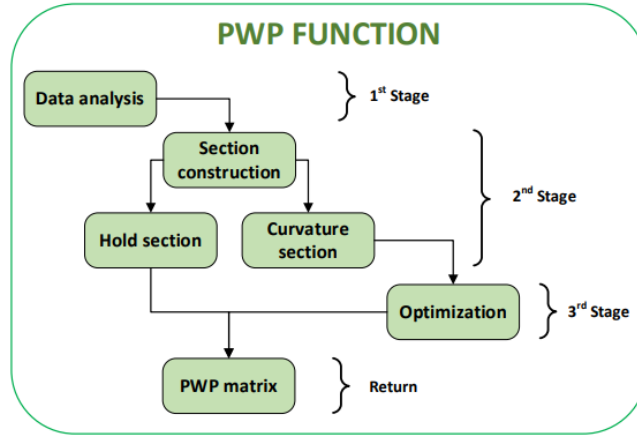 PWP FUNCTION
Data analysis
1st Stage
Section
construction
2nd Stage
Hold section
Curvature
section
Optimization
3rd Stage
PWP matrix
Return